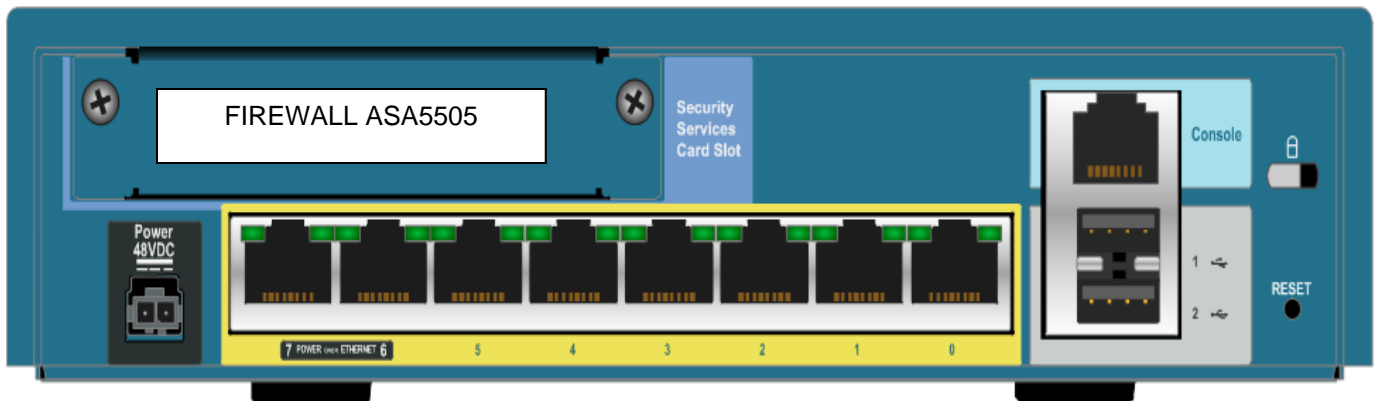 FIREWALL ASA5505
Security
Services
Card Slot
Console
Power
48VDC
1
2
RESET
7 POWER OVER ETHERNET 6
5
4
3
2
1
0